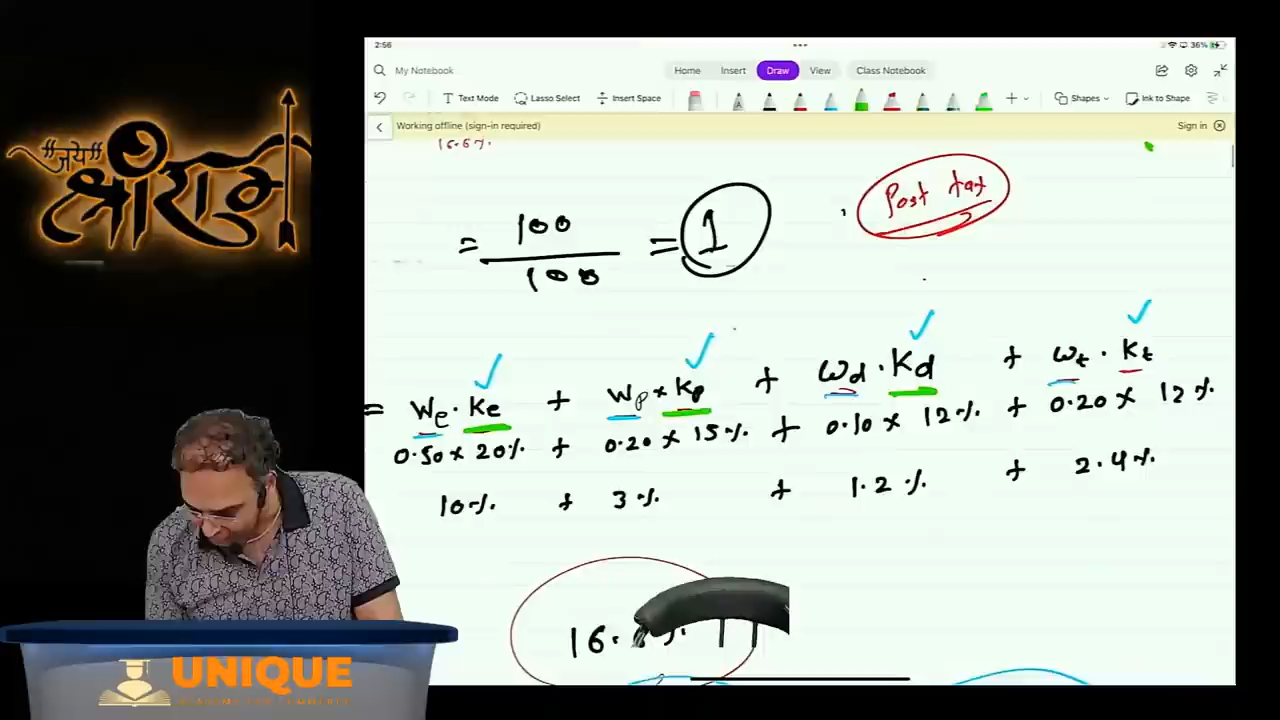 2:56
36%
My Notebook
Home Insert Draw View Class Notebook
Text Mode Lasso Select Insert Space Shapes Ink to Shape
Working offline (sign-in required) Sign in
16.6%.
"जय"
श्रीराम
Post tax
= 100 / 100 = 1
= We . Ke + Wp × Kp + Wd . Kd + Wt . Kt
0.50 × 20% + 0.20 × 15% + 0.10 × 12% + 0.20 × 12%
10% + 3% + 1.2% + 2.4%
16.
UNIQUE